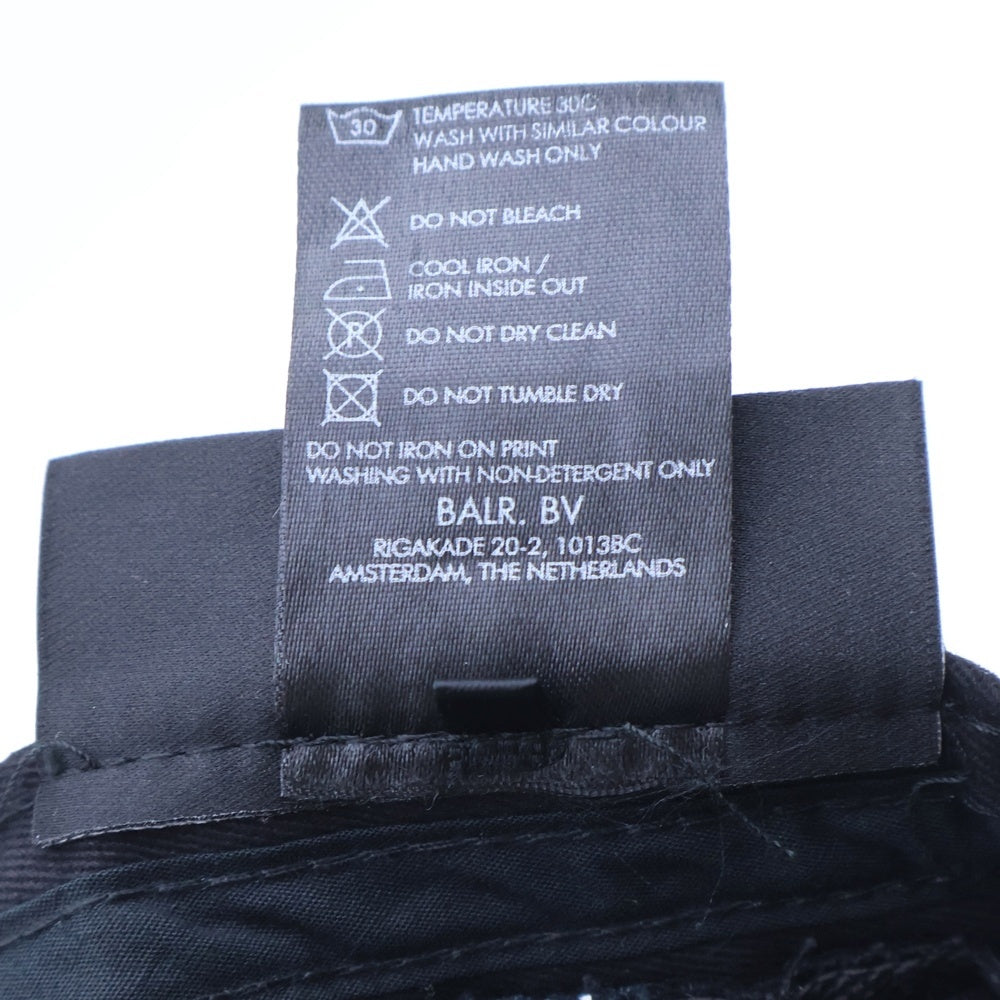 30 TEMPERATURE 30C
WASH WITH SIMILAR COLOUR
HAND WASH ONLY
DO NOT BLEACH
COOL IRON /
IRON INSIDE OUT
P DO NOT DRY CLEAN
DO NOT TUMBLE DRY
DO NOT IRON ON PRINT
WASHING WITH NON-DETERGENT ONLY
BALR. BV
RIGAKADE 20-2, 1013BC
AMSTERDAM, THE NETHERLANDS